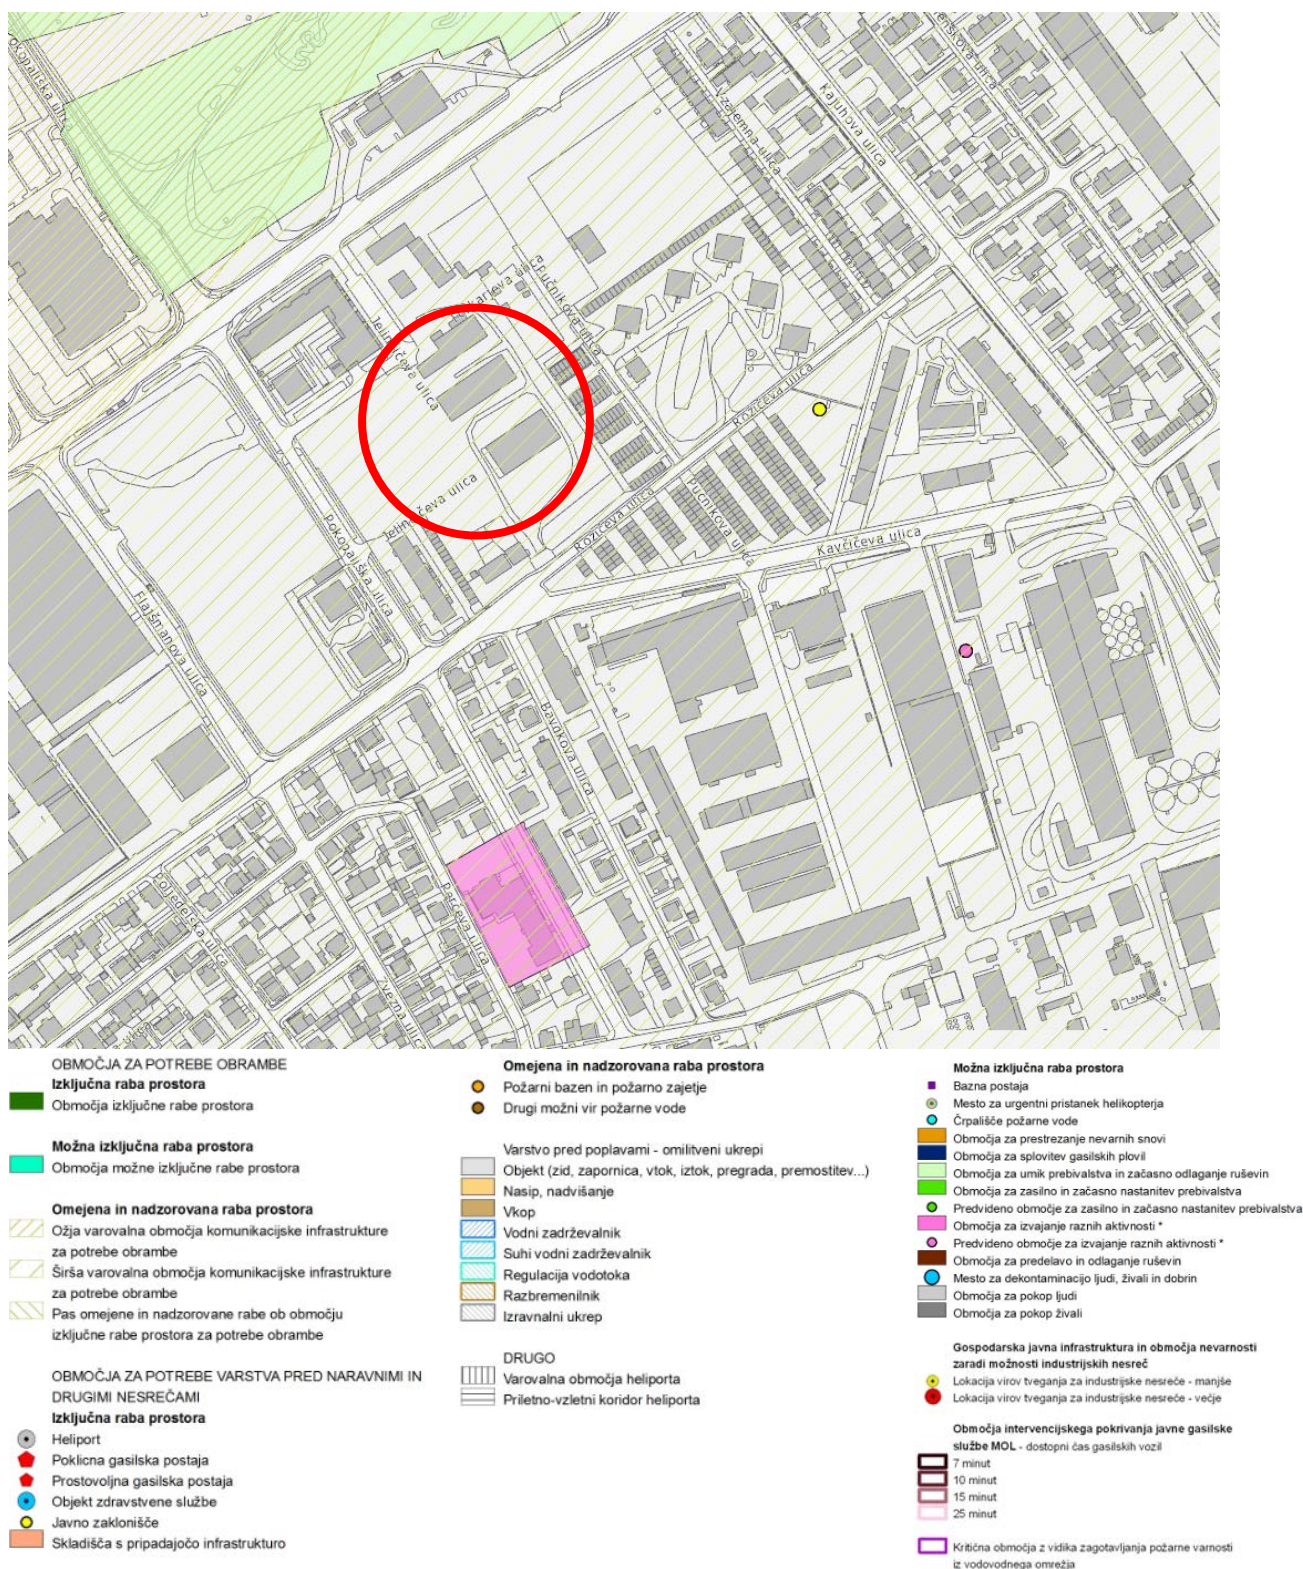 Pokopališka ulica
Kajuhova ulica
Vzajemna ulica
Pučnikova ulica
Jelinčičeva ulica
Rozičeva ulica
Jelinčičeva ulica
Rozičeva ulica
Pučnikova ulica
Kavčičeva ulica
Pokopališka ulica
Flajšmanova ulica
Bavdkova ulica
Poljedelska ulica
Perčeva ulica
Zvezna ulica
OBMOČJA ZA POTREBE OBRAMBE
Izključna raba prostora
Območja izključne rabe prostora
Možna izključna raba prostora
Območja možne izključne rabe prostora
Omejena in nadzorovana raba prostora
Ožja varovalna območja komunikacijske infrastrukture
za potrebe obrambe
Širša varovalna območja komunikacijske infrastrukture
za potrebe obrambe
Pas omejene in nadzorovane rabe ob območju
izključne rabe prostora za potrebe obrambe
OBMOČJA ZA POTREBE VARSTVA PRED NARAVNIMI IN
DRUGIMI NESREČAMI
Izključna raba prostora
Heliport
Poklicna gasilska postaja
Prostovoljna gasilska postaja
Objekt zdravstvene službe
Javno zaklonišče
Skladišča s pripadajočo infrastrukturo
Omejena in nadzorovana raba prostora
Požarni bazen in požarno zajetje
Drugi možni vir požarne vode
Varstvo pred poplavami - omilitveni ukrepi
Objekt (zid, zapornica, vtok, iztok, pregrada, premostitev...)
Nasip, nadvišanje
Vkop
Vodni zadrževalnik
Suhi vodni zadrževalnik
Regulacija vodotoka
Razbremenilnik
Izravnalni ukrep
DRUGO
Varovalna območja heliporta
Priletno-vzletni koridor heliporta
Možna izključna raba prostora
Bazna postaja
Mesto za urgentni pristanek helikopterja
Črpališče požarne vode
Območja za prestrezanje nevarnih snovi
Območja za splovitev gasilskih plovil
Območja za umik prebivalstva in začasno odlaganje ruševin
Območja za zasilno in začasno nastanitev prebivalstva
Predvideno območje za zasilno in začasno nastanitev prebivalstva
Območja za izvajanje raznih aktivnosti *
Predvideno območje za izvajanje raznih aktivnosti *
Območja za predelavo in odlaganje ruševin
Mesto za dekontaminacijo ljudi, živali in dobrin
Območja za pokop ljudi
Območja za pokop živali
Gospodarska javna infrastruktura in območja nevarnosti
zaradi možnosti industrijskih nesreč
Lokacija virov tveganja za industrijske nesreče - manjše
Lokacija virov tveganja za industrijske nesreče - večje
Območja intervencijskega pokrivanja javne gasilske
službe MOL - dostopni čas gasilskih vozil
7 minut
10 minut
15 minut
25 minut
Kritična območja z vidika zagotavljanja požarne varnosti
iz vodovodnega omrežja